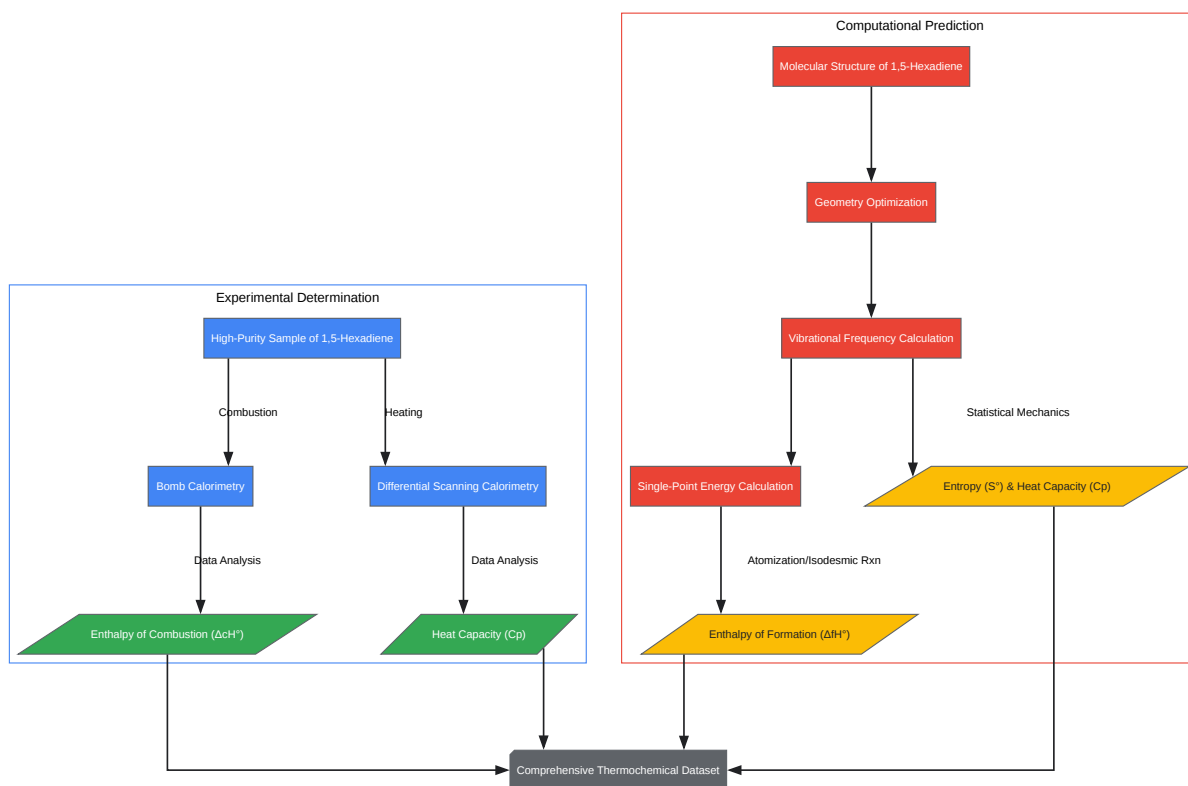 Computational Prediction
Molecular Structure of 1,5-Hexadiene
Geometry Optimization
Experimental Determination
High-Purity Sample of 1,5-Hexadiene
Vibrational Frequency Calculation
Combustion
Heating
Statistical Mechanics
Bomb Calorimetry
Differential Scanning Calorimetry
Single-Point Energy Calculation
Entropy (S°) & Heat Capacity (Cp)
Data Analysis
Data Analysis
Atomization/Isodesmic Rxn
Enthalpy of Combustion (ΔcH°)
Heat Capacity (Cp)
Enthalpy of Formation (ΔfH°)
Comprehensive Thermochemical Dataset